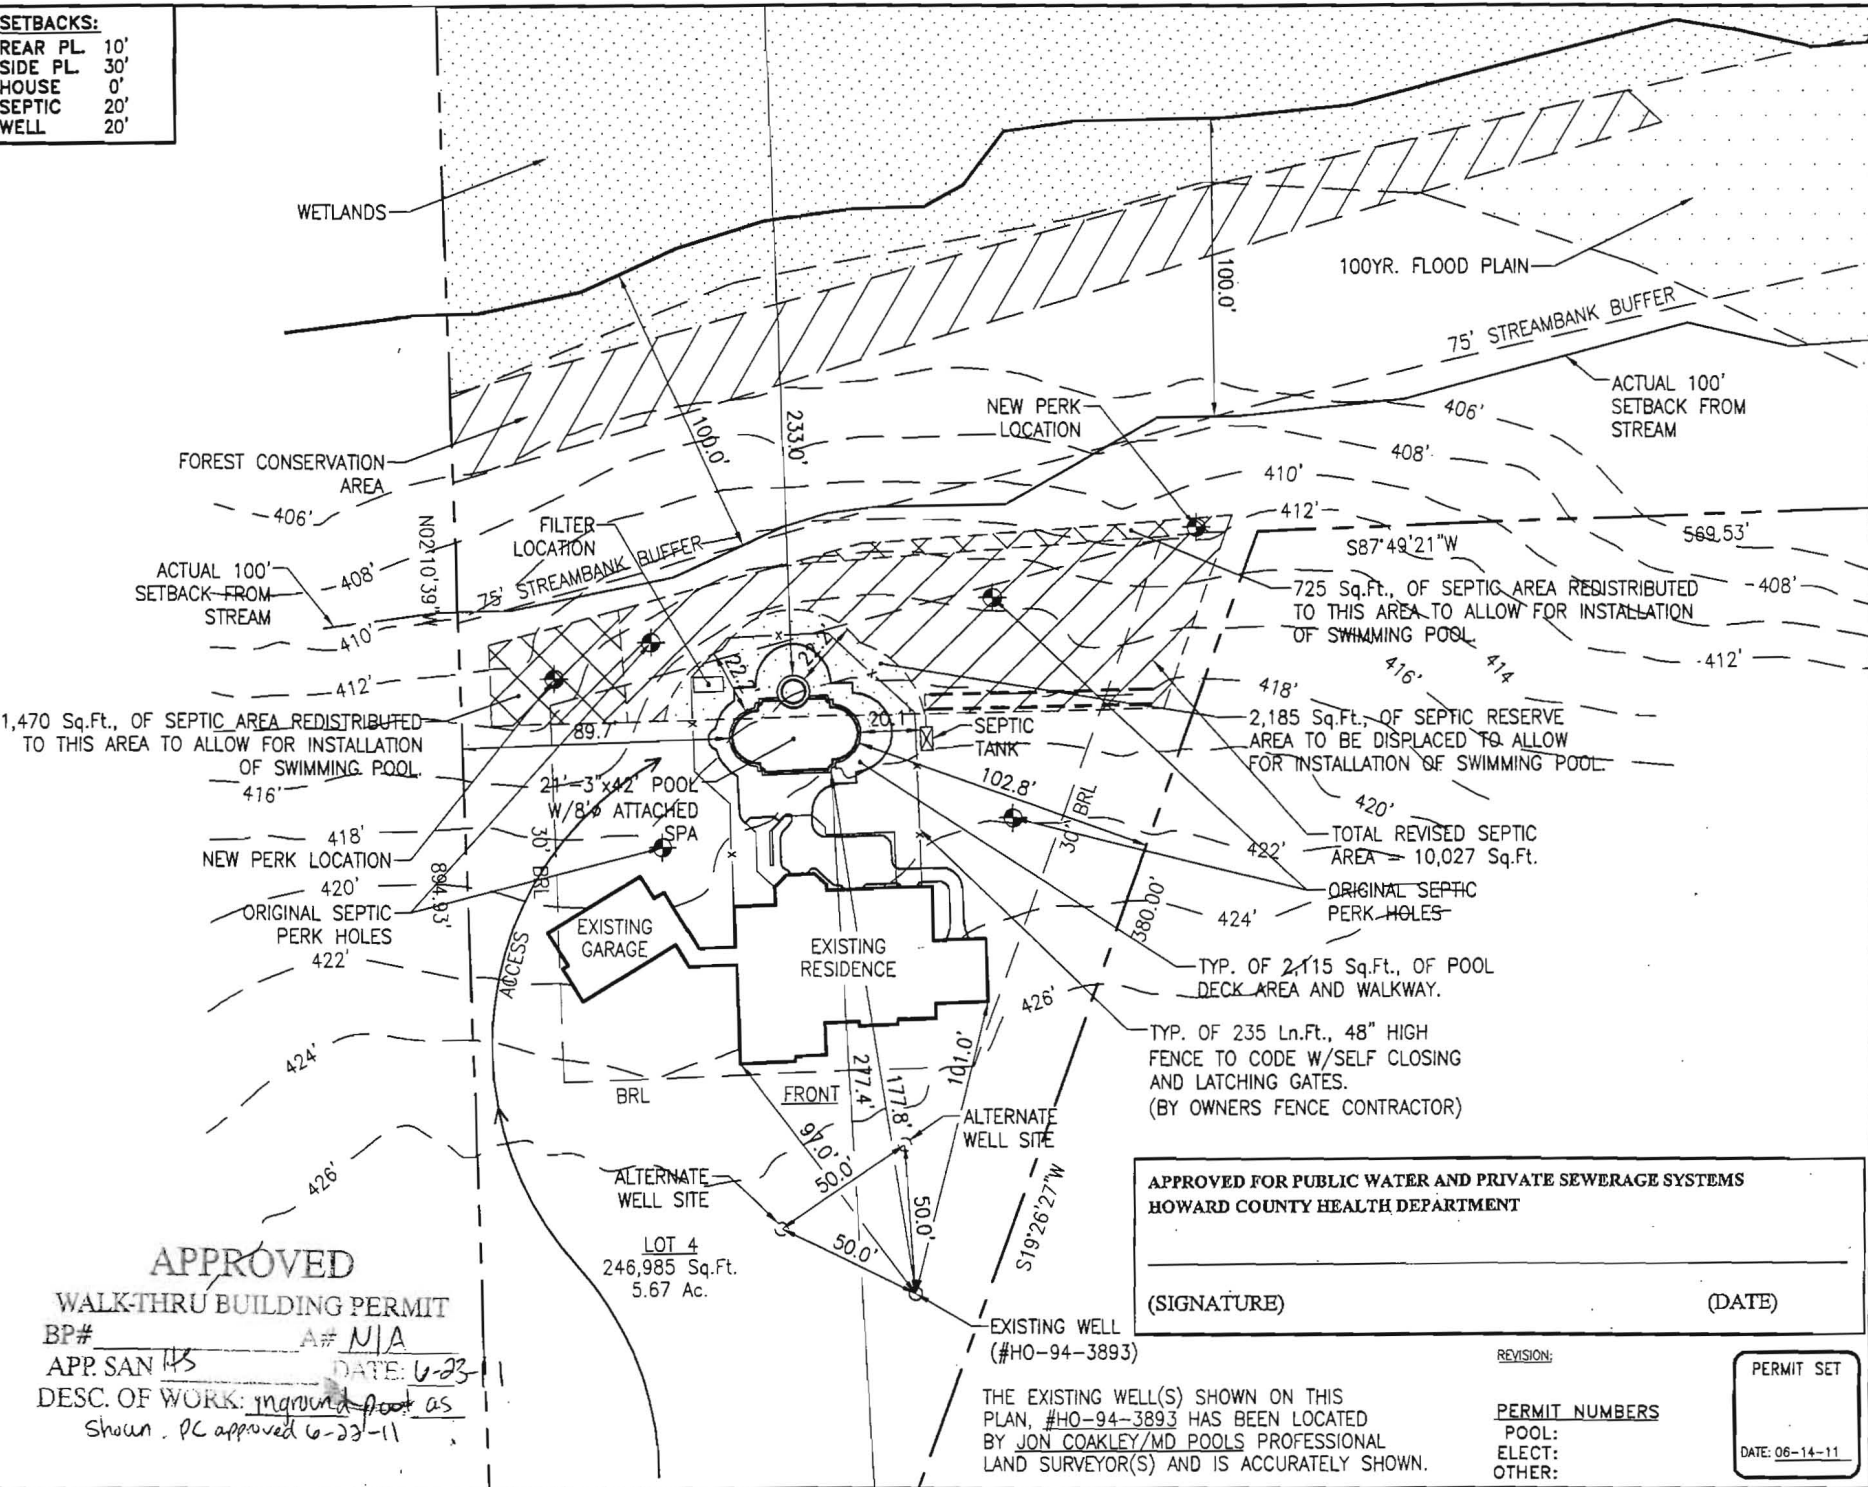 SETBACKS:
REAR PL. 10'
SIDE PL. 30'
HOUSE 0'
SEPTIC 20'
WELL 20'
WETLANDS
100YR. FLOOD PLAIN
75' STREAMBANK BUFFER
ACTUAL 100'
SETBACK FROM
STREAM
100.0'
100.0'
233.0'
NEW PERK
LOCATION
406'
408'
410'
412'
FOREST CONSERVATION
AREA
406'
N02°10'39"W
FILTER
LOCATION
75' STREAMBANK BUFFER
S87°49'21"W
569.53'
ACTUAL 100'
SETBACK FROM
STREAM
408'
410'
412'
725 Sq.Ft., OF SEPTIC AREA REDISTRIBUTED
TO THIS AREA TO ALLOW FOR INSTALLATION
OF SWIMMING POOL.
408'
412'
414
416'
418'
1,470 Sq.Ft., OF SEPTIC AREA REDISTRIBUTED
TO THIS AREA TO ALLOW FOR INSTALLATION
OF SWIMMING POOL.
89.7
20.1
SEPTIC
TANK
2,185 Sq.Ft., OF SEPTIC RESERVE
AREA TO BE DISPLACED TO ALLOW
FOR INSTALLATION OF SWIMMING POOL.
416'
21'-3"x42' POOL
W/8'ø ATTACHED
SPA
102.8'
30' BRL
420'
418'
NEW PERK LOCATION
30' BRL
422'
TOTAL REVISED SEPTIC
AREA = 10,027 Sq.Ft.
420'
894.93'
ORIGINAL SEPTIC
PERK HOLES
ORIGINAL SEPTIC
PERK HOLES
424'
380.00'
EXISTING
GARAGE
EXISTING
RESIDENCE
422'
ACCESS
TYP. OF 2,115 Sq.Ft., OF POOL
DECK AREA AND WALKWAY.
426'
TYP. OF 235 Ln.Ft., 48" HIGH
FENCE TO CODE W/SELF CLOSING
AND LATCHING GATES.
(BY OWNERS FENCE CONTRACTOR)
424'
BRL
FRONT
277.4'
177.8'
101.0'
97.0'
ALTERNATE
WELL SITE
ALTERNATE
WELL SITE
50.0'
50.0'
50.0'
426'
S19°26'27"W
LOT 4
246,985 Sq.Ft.
5.67 Ac.
APPROVED FOR PUBLIC WATER AND PRIVATE SEWERAGE SYSTEMS
HOWARD COUNTY HEALTH DEPARTMENT
(SIGNATURE) (DATE)
EXISTING WELL
(#HO-94-3893)
APPROVED
WALK-THRU BUILDING PERMIT
BP# A# N/A
APP. SAN DATE: 6-23-11
DESC. OF WORK: inground pool as
shown. PC approved 6-23-11
THE EXISTING WELL(S) SHOWN ON THIS
PLAN, #HO-94-3893 HAS BEEN LOCATED
BY JON COAKLEY/MD POOLS PROFESSIONAL
LAND SURVEYOR(S) AND IS ACCURATELY SHOWN.
REVISION:
PERMIT NUMBERS
POOL:
ELECT:
OTHER:
PERMIT SET
DATE: 06-14-11